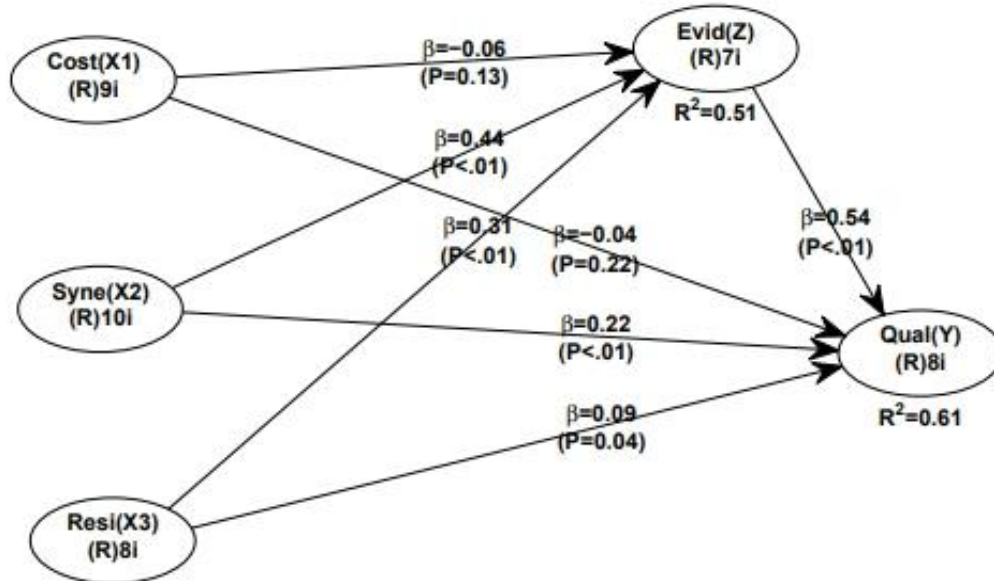 Cost(X1)
(R)9i
β=−0.06
(P=0.13)
Evid(Z)
(R)7i
R²=0.51
β=0.44
(P<.01)
β=0.31
(P<.01)
β=−0.04
(P=0.22)
β=0.54
(P<.01)
Syne(X2)
(R)10i
β=0.22
(P<.01)
Qual(Y)
(R)8i
R²=0.61
β=0.09
(P=0.04)
Resi(X3)
(R)8i